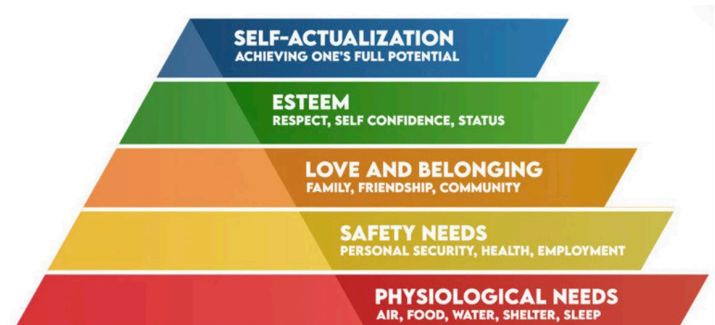 SELF-ACTUALIZATION
ACHIEVING ONE'S FULL POTENTIAL
ESTEEM
RESPECT, SELF CONFIDENCE, STATUS
LOVE AND BELONGING
FAMILY, FRIENDSHIP, COMMUNITY
SAFETY NEEDS
PERSONAL SECURITY, HEALTH, EMPLOYMENT
PHYSIOLOGICAL NEEDS
AIR, FOOD, WATER, SHELTER, SLEEP